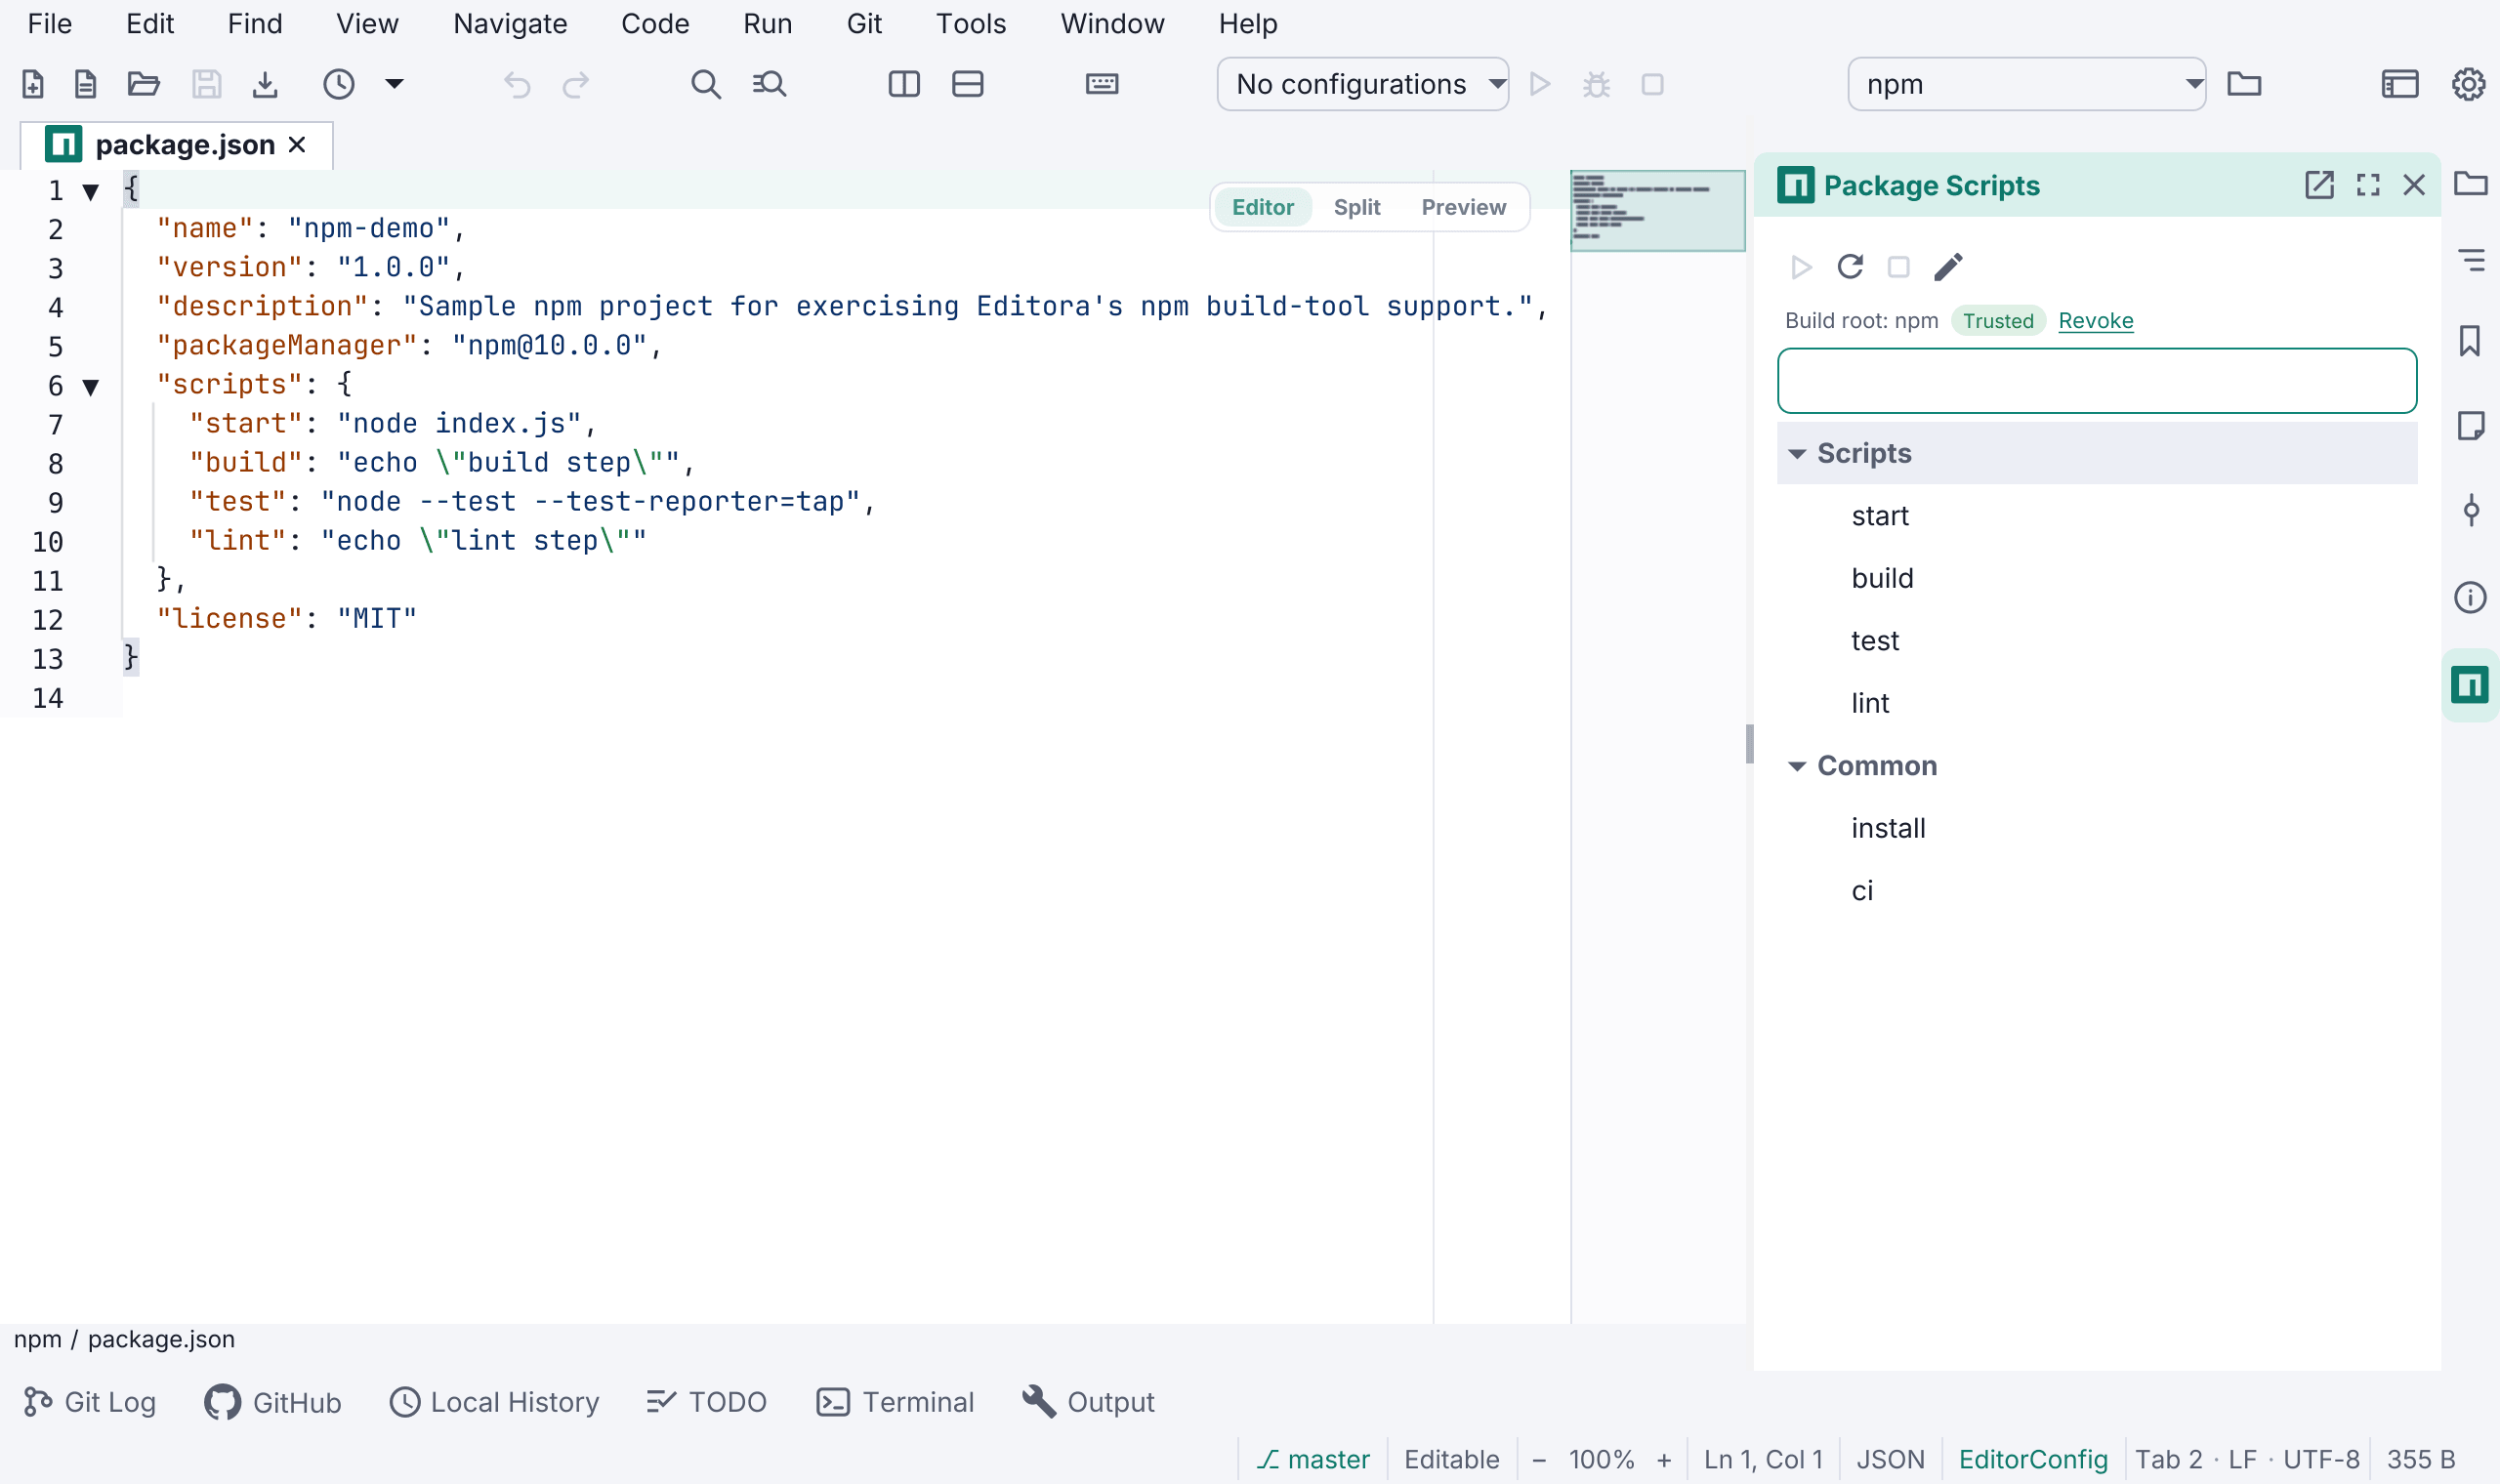 File Edit Find View Navigate Code Run Git Tools Window Help
No configurations npm
package.json
Editor Split Preview
1 {
2 "name": "npm-demo",
3 "version": "1.0.0",
4 "description": "Sample npm project for exercising Editora's npm build-tool support.",
5 "packageManager": "npm@10.0.0",
6 "scripts": {
7 "start": "node index.js",
8 "build": "echo \"build step\"",
9 "test": "node --test --test-reporter=tap",
10 "lint": "echo \"lint step\""
11 },
12 "license": "MIT"
13 }
14
Package Scripts
Build root: npm Trusted Revoke
Scripts
start
build
test
lint
Common
install
ci
npm / package.json
Git Log GitHub Local History TODO Terminal Output
master Editable − 100% + Ln 1, Col 1 JSON EditorConfig Tab 2 · LF · UTF-8 355 B